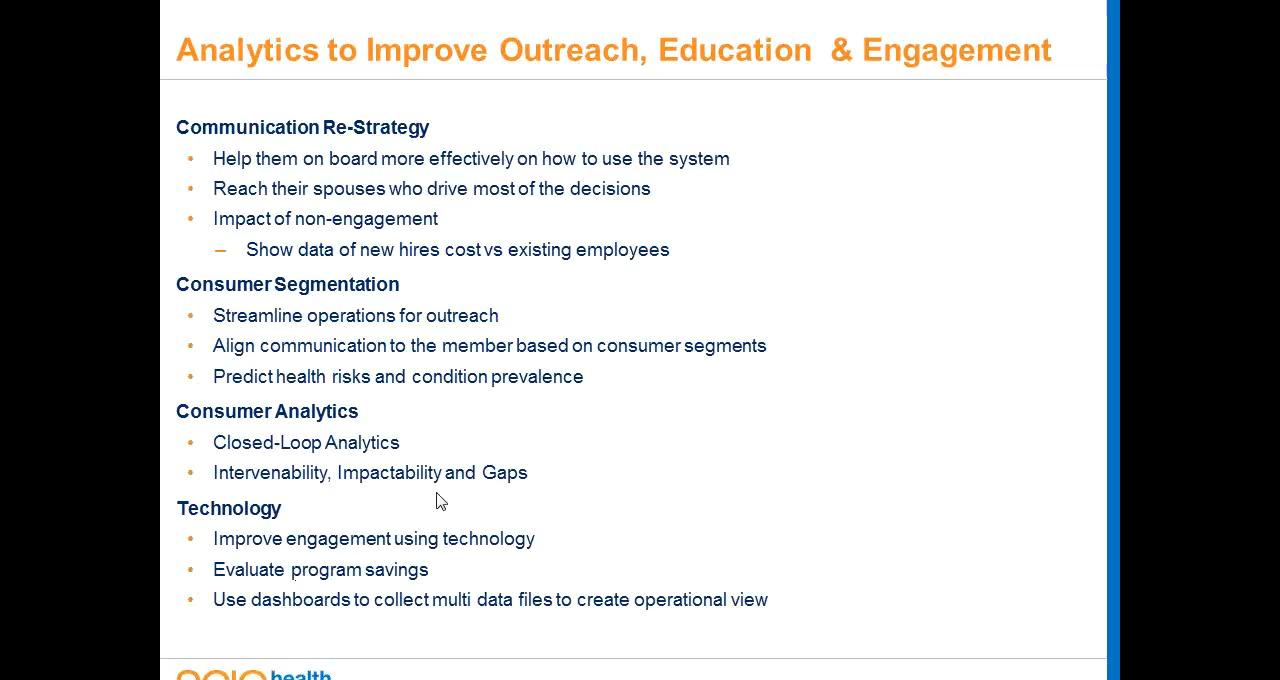 Analytics to Improve Outreach, Education & Engagement
Communication Re-Strategy
• Help them on board more effectively on how to use the system
• Reach their spouses who drive most of the decisions
• Impact of non-engagement
– Show data of new hires cost vs existing employees
Consumer Segmentation
• Streamline operations for outreach
• Align communication to the member based on consumer segments
• Predict health risks and condition prevalence
Consumer Analytics
• Closed-Loop Analytics
• Intervenability, Impactability and Gaps
Technology
• Improve engagement using technology
• Evaluate program savings
• Use dashboards to collect multi data files to create operational view
health